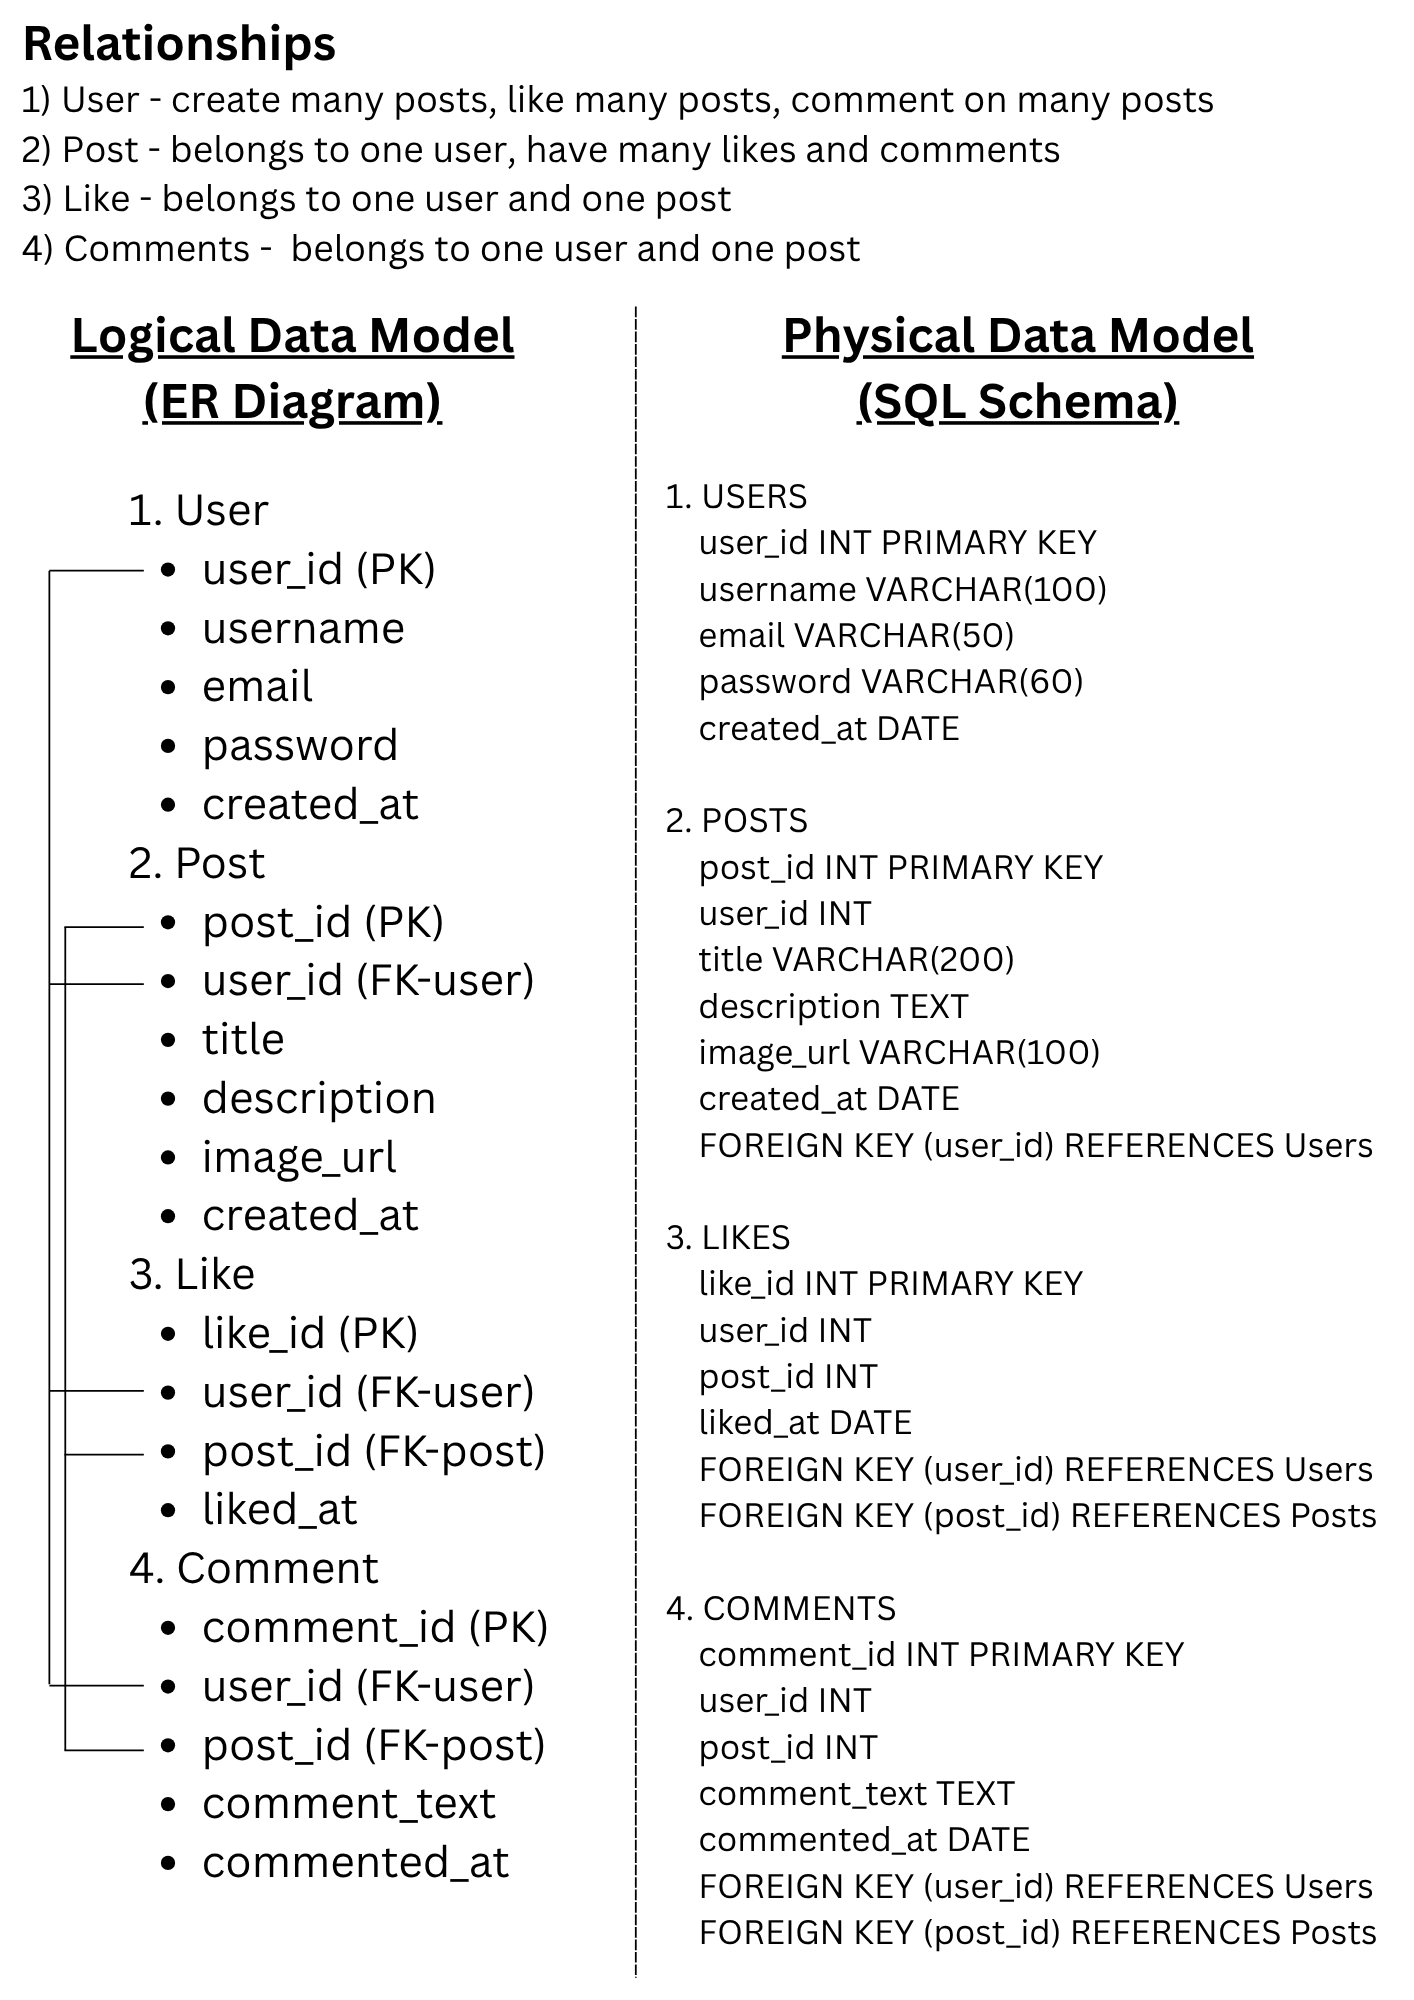 Relationships
1) User - create many posts, like many posts, comment on many posts
2) Post - belongs to one user, have many likes and comments
3) Like - belongs to one user and one post
4) Comments -  belongs to one user and one post
Logical Data Model
(ER Diagram)
1. User
• user_id (PK)
• username
• email
• password
• created_at
2. Post
• post_id (PK)
• user_id (FK-user)
• title
• description
• image_url
• created_at
3. Like
• like_id (PK)
• user_id (FK-user)
• post_id (FK-post)
• liked_at
4. Comment
• comment_id (PK)
• user_id (FK-user)
• post_id (FK-post)
• comment_text
• commented_at
Physical Data Model
(SQL Schema)
1. USERS
user_id INT PRIMARY KEY
username VARCHAR(100)
email VARCHAR(50)
password VARCHAR(60)
created_at DATE
2. POSTS
post_id INT PRIMARY KEY
user_id INT
title VARCHAR(200)
description TEXT
image_url VARCHAR(100)
created_at DATE
FOREIGN KEY (user_id) REFERENCES Users
3. LIKES
like_id INT PRIMARY KEY
user_id INT
post_id INT
liked_at DATE
FOREIGN KEY (user_id) REFERENCES Users
FOREIGN KEY (post_id) REFERENCES Posts
4. COMMENTS
comment_id INT PRIMARY KEY
user_id INT
post_id INT
comment_text TEXT
commented_at DATE
FOREIGN KEY (user_id) REFERENCES Users
FOREIGN KEY (post_id) REFERENCES Posts